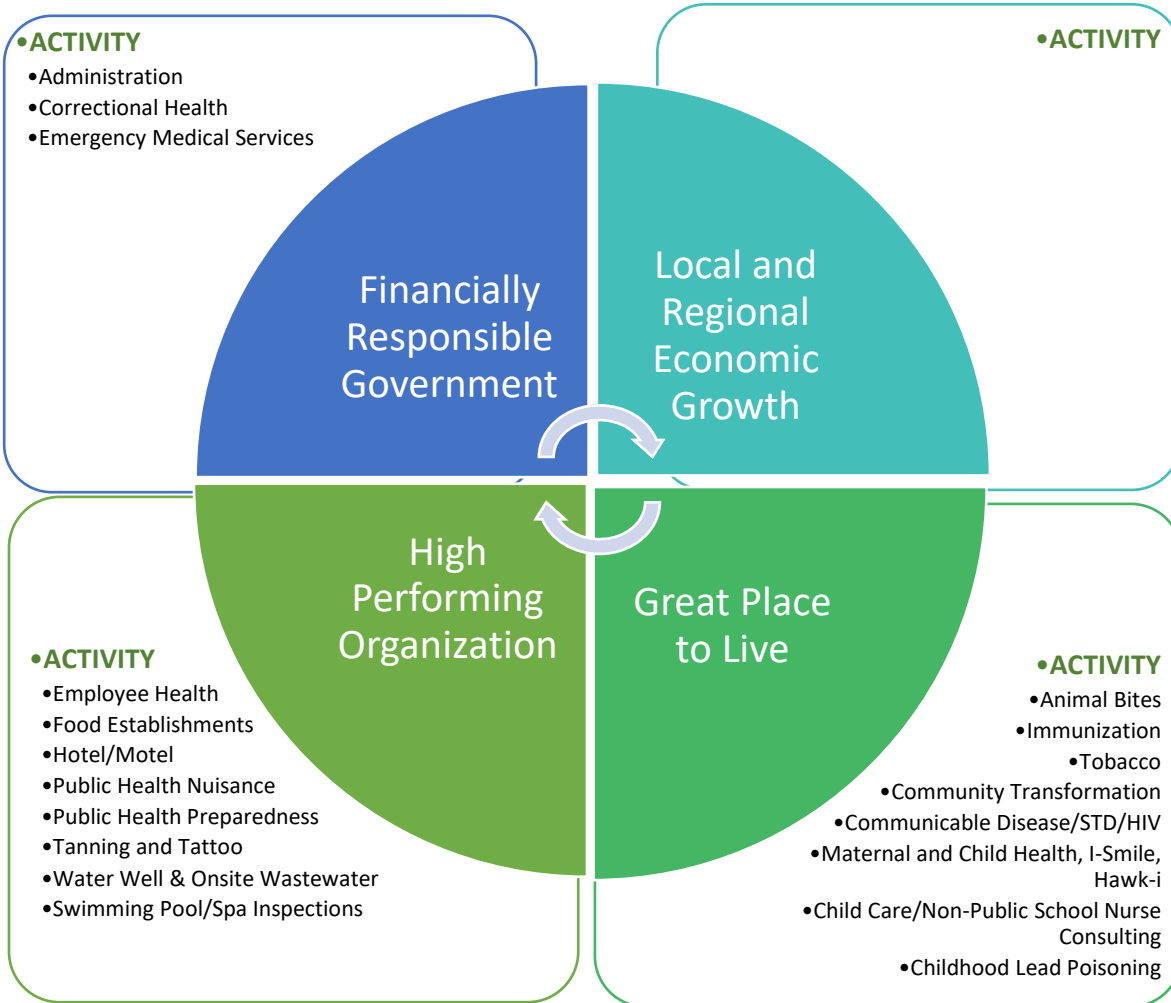 •ACTIVITY
•Administration
•Correctional Health
•Emergency Medical Services
•ACTIVITY
Financially
Responsible
Government
Local and
Regional
Economic
Growth
High
Performing
Organization
Great Place
to Live
•ACTIVITY
•Employee Health
•Food Establishments
•Hotel/Motel
•Public Health Nuisance
•Public Health Preparedness
•Tanning and Tattoo
•Water Well & Onsite Wastewater
•Swimming Pool/Spa Inspections
•ACTIVITY
•Animal Bites
•Immunization
•Tobacco
•Community Transformation
•Communicable Disease/STD/HIV
•Maternal and Child Health, I-Smile,
Hawk-i
•Child Care/Non-Public School Nurse
Consulting
•Childhood Lead Poisoning